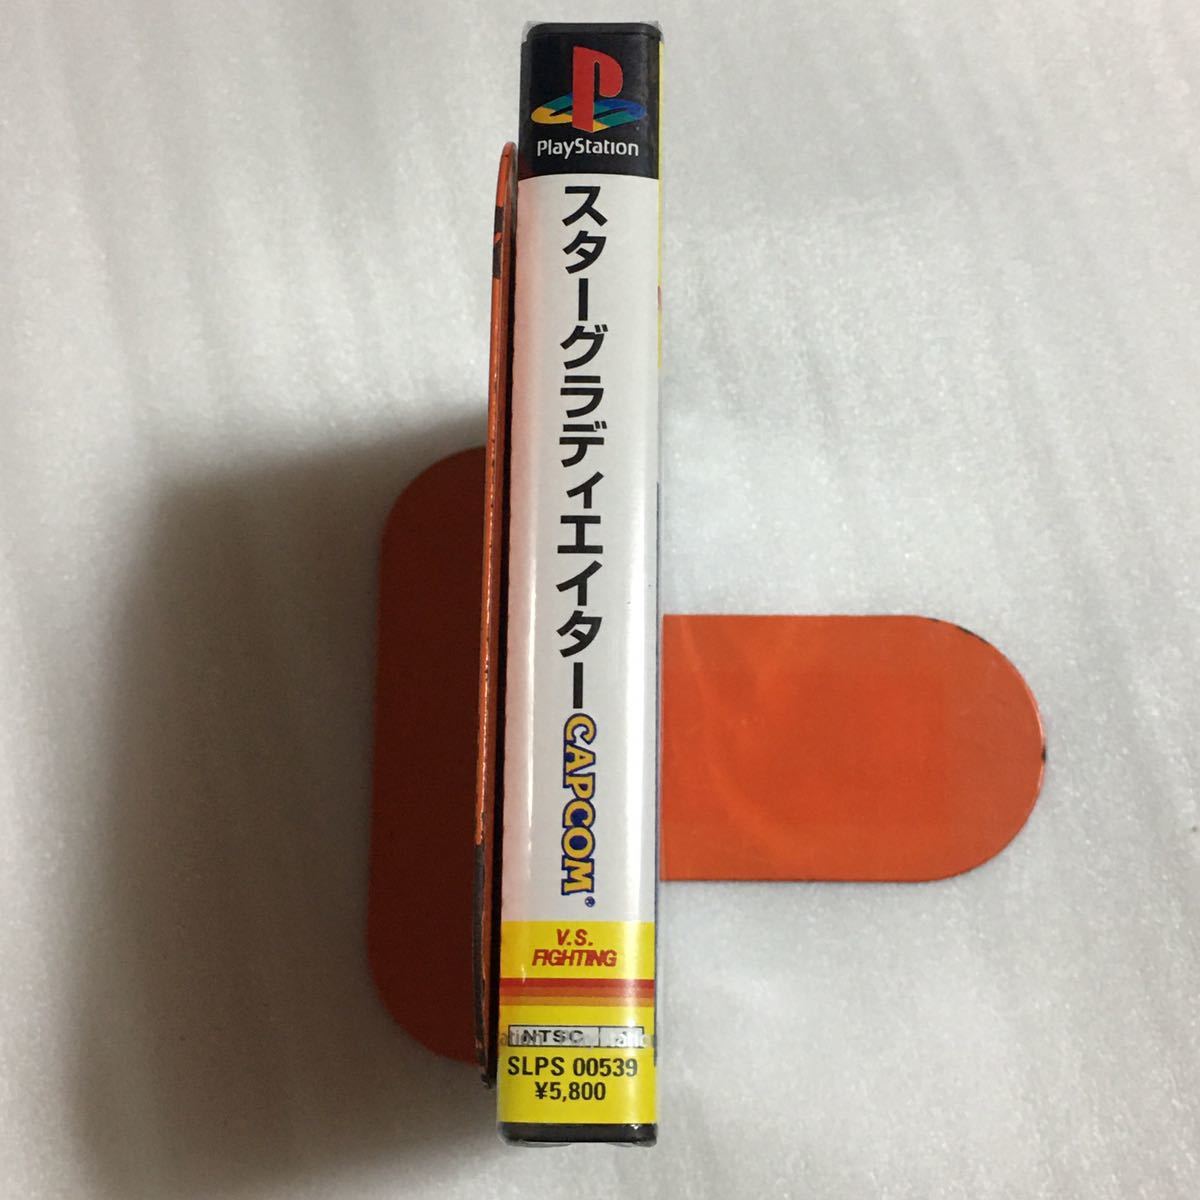 PlayStation
スターグラディエイター
CAPCOM®
V.S.
FIGHTING
NTSC J
SLPS 00539
¥5,800